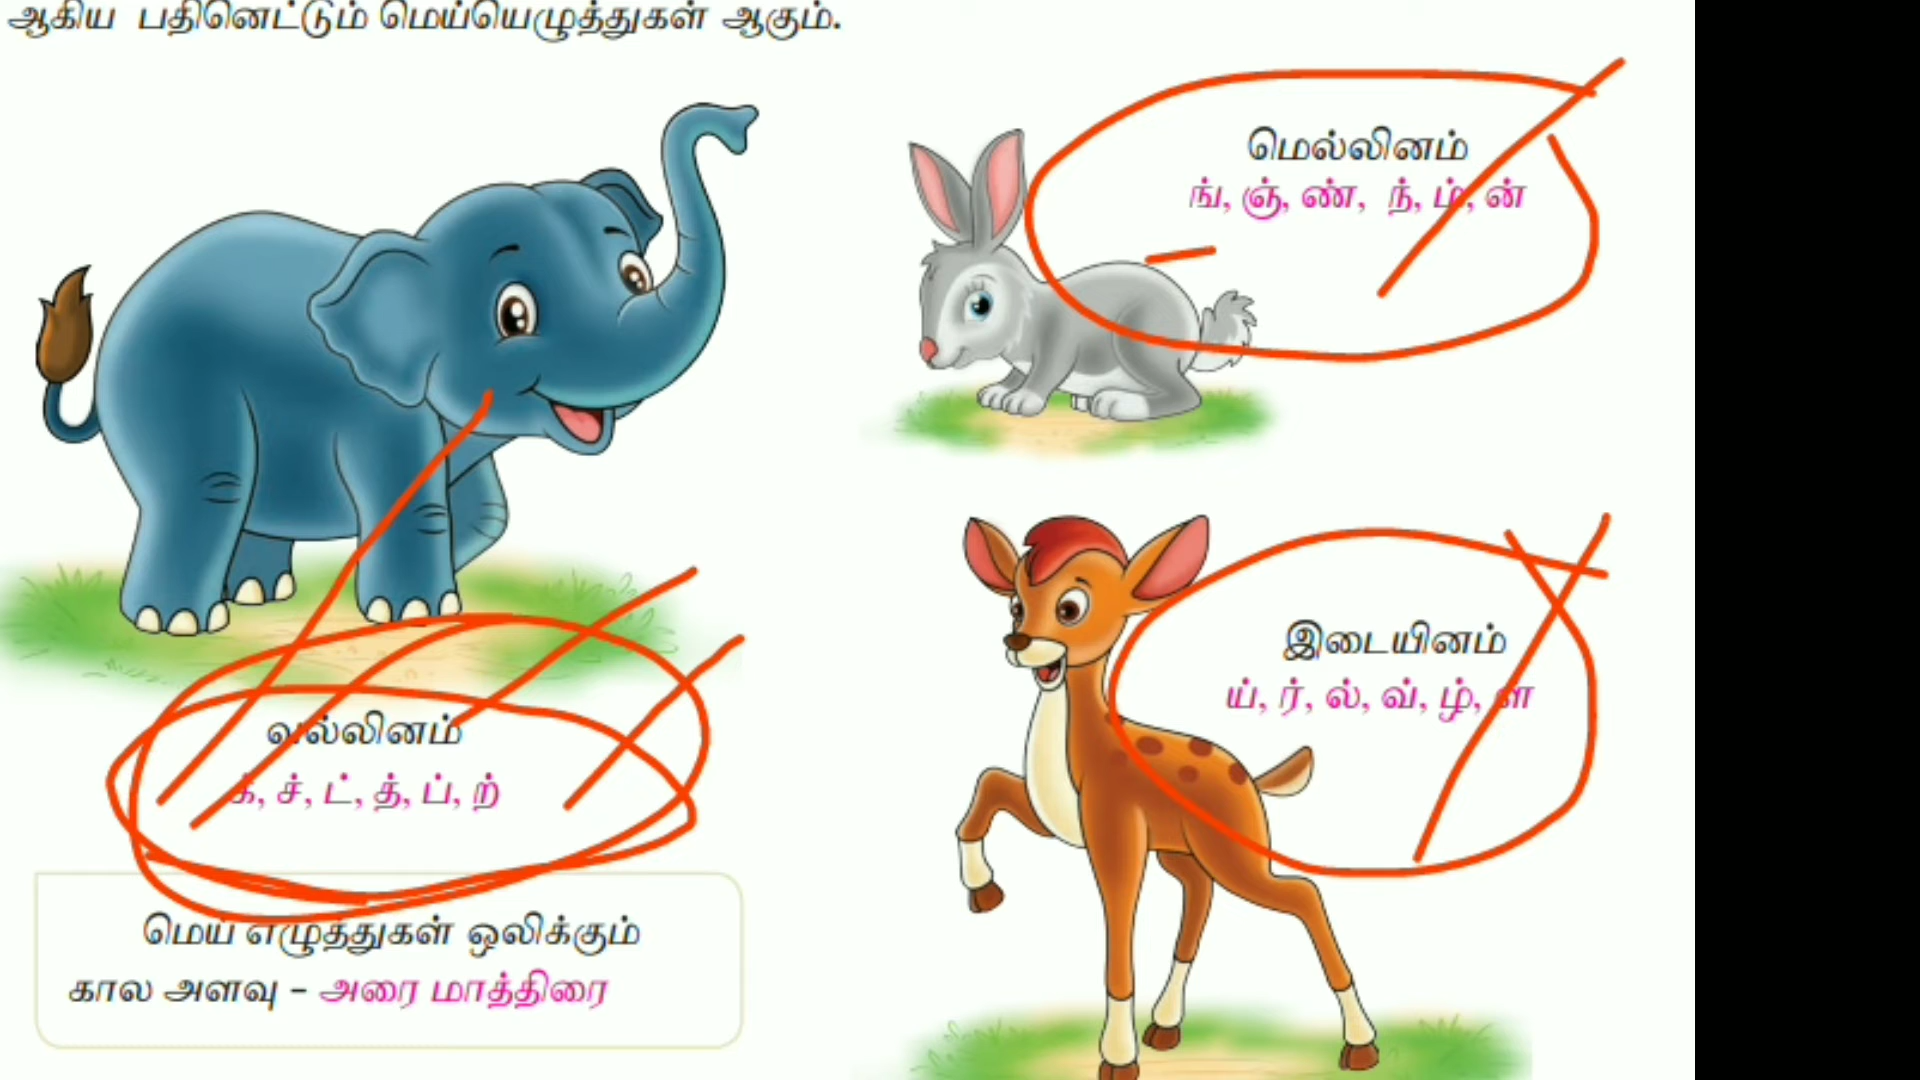 ஆகிய பதினெட்டும் மெய்யெழுத்துகள் ஆகும்.
மெல்லினம்
ங், ஞ், ண், ந், ம், ன்
இடையினம்
ய், ர், ல், வ், ழ், ள
வல்லினம்
க், ச், ட், த், ப், ற்
மெய் எழுத்துகள் ஒலிக்கும்
கால அளவு – அரை மாத்திரை